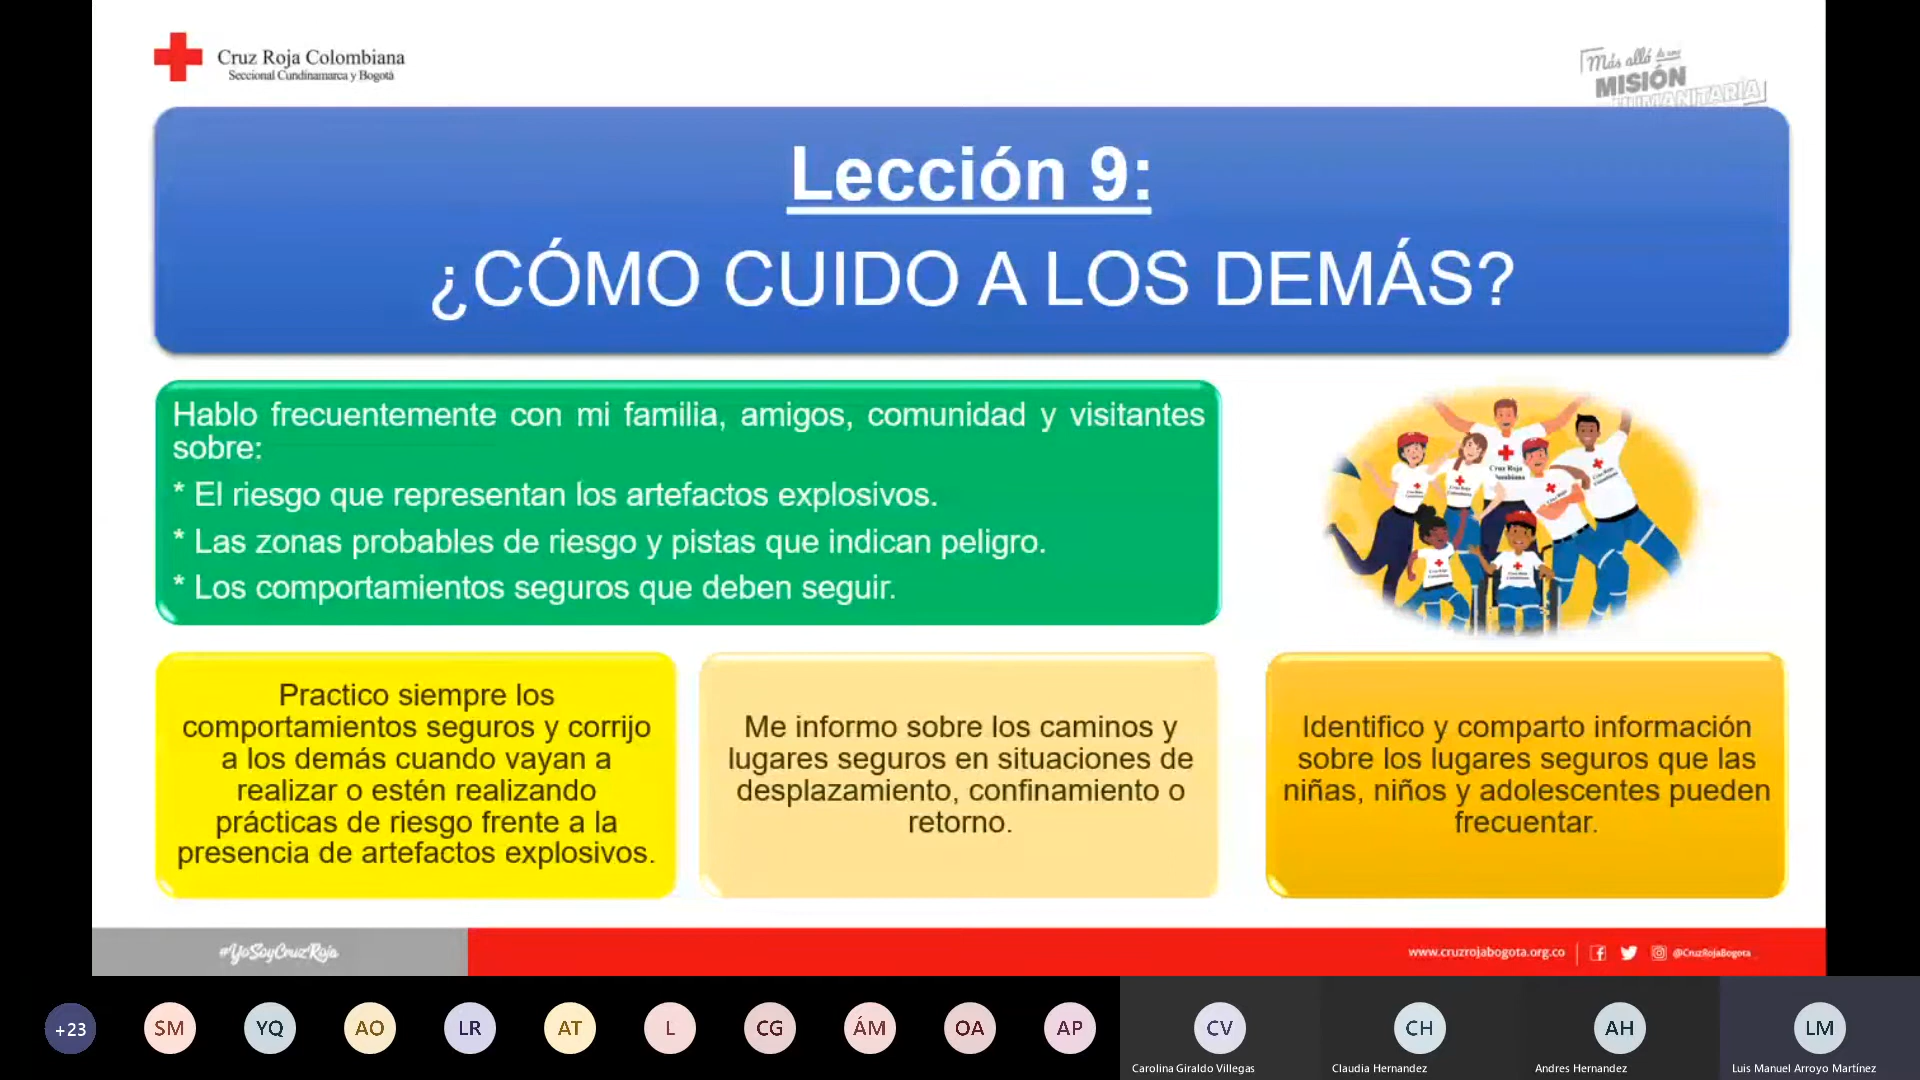 Cruz Roja Colombiana
Seccional Cundinamarca y Bogotá
Más allá de una
MISIÓN
HUMANITARIA
Lección 9:
¿CÓMO CUIDO A LOS DEMÁS?
Hablo frecuentemente con mi familia, amigos, comunidad y visitantes
sobre:
* El riesgo que representan los artefactos explosivos.
* Las zonas probables de riesgo y pistas que indican peligro.
* Los comportamientos seguros que deben seguir.
Cruz Roja
Colombiana
Practico siempre los
comportamientos seguros y corrijo
a los demás cuando vayan a
realizar o estén realizando
prácticas de riesgo frente a la
presencia de artefactos explosivos.
Me informo sobre los caminos y
lugares seguros en situaciones de
desplazamiento, confinamiento o
retorno.
Identifico y comparto información
sobre los lugares seguros que las
niñas, niños y adolescentes pueden
frecuentar.
#YoSoyCruzRoja
www.cruzrojabogota.org.co
@CruzRojaBogota
+23
SM
YQ
AO
LR
AT
L
CG
ÁM
OA
AP
CV
CH
AH
LM
Carolina Giraldo Villegas
Claudia Hernandez
Andres Hernandez
Luis Manuel Arroyo Martínez